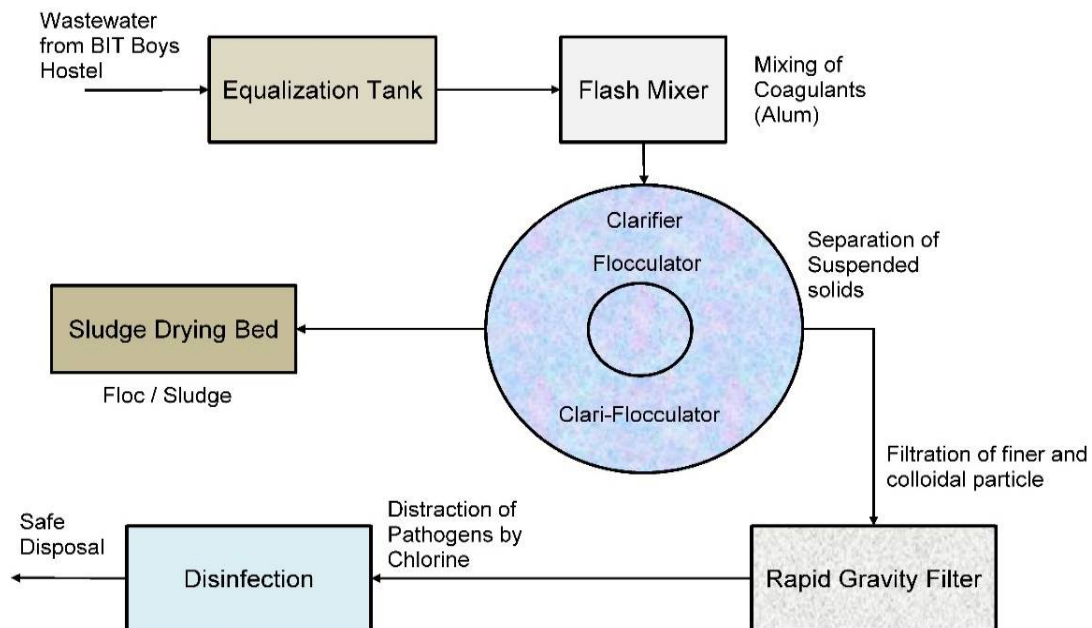 Wastewater
from BIT Boys
Hostel
Equalization Tank
Flash Mixer
Mixing of
Coagulants
(Alum)
Clarifier
Flocculator
Clari-Flocculator
Separation of
Suspended
solids
Sludge Drying Bed
Floc / Sludge
Filtration of finer and
colloidal particle
Rapid Gravity Filter
Distraction of
Pathogens by
Chlorine
Disinfection
Safe
Disposal